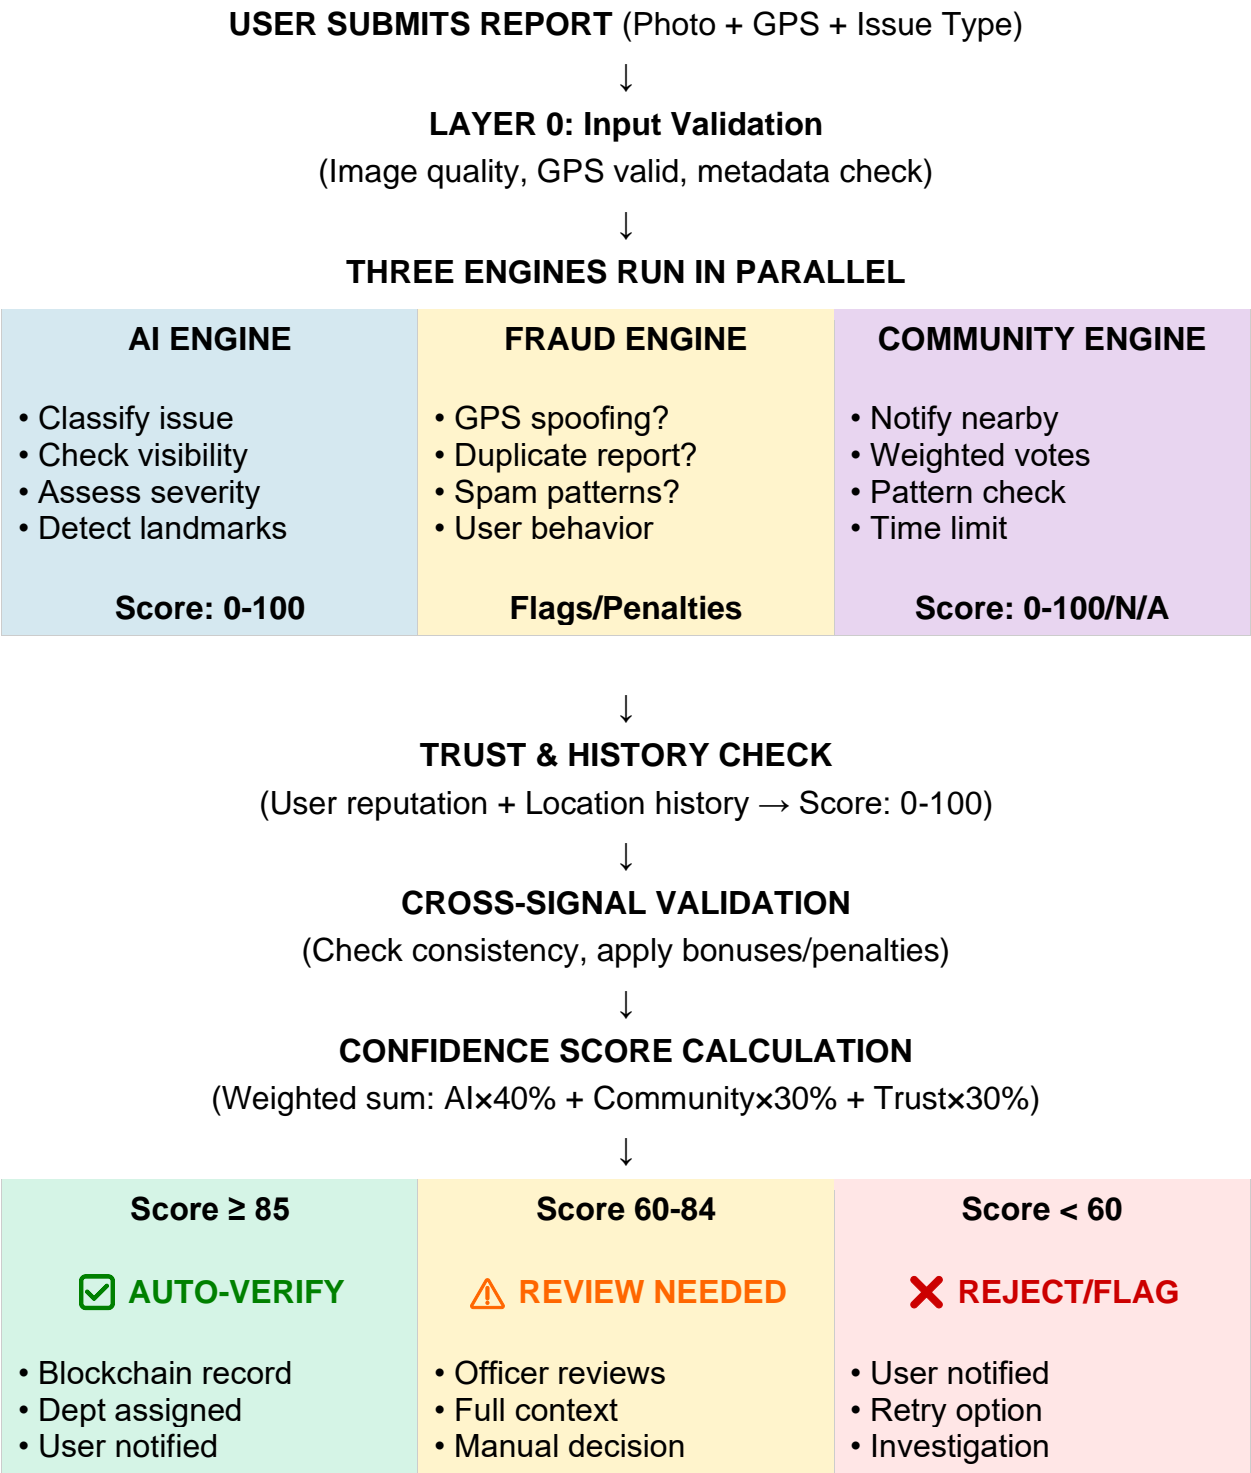 USER SUBMITS REPORT (Photo + GPS + Issue Type)
↓
LAYER 0: Input Validation
(Image quality, GPS valid, metadata check)
↓
THREE ENGINES RUN IN PARALLEL
AI ENGINE
• Classify issue
• Check visibility
• Assess severity
• Detect landmarks
Score: 0-100
FRAUD ENGINE
• GPS spoofing?
• Duplicate report?
• Spam patterns?
• User behavior
Flags/Penalties
COMMUNITY ENGINE
• Notify nearby
• Weighted votes
• Pattern check
• Time limit
Score: 0-100/N/A
↓
TRUST & HISTORY CHECK
(User reputation + Location history → Score: 0-100)
↓
CROSS-SIGNAL VALIDATION
(Check consistency, apply bonuses/penalties)
↓
CONFIDENCE SCORE CALCULATION
(Weighted sum: AI×40% + Community×30% + Trust×30%)
↓
Score ≥ 85
AUTO-VERIFY
• Blockchain record
• Dept assigned
• User notified
Score 60-84
REVIEW NEEDED
• Officer reviews
• Full context
• Manual decision
Score < 60
REJECT/FLAG
• User notified
• Retry option
• Investigation